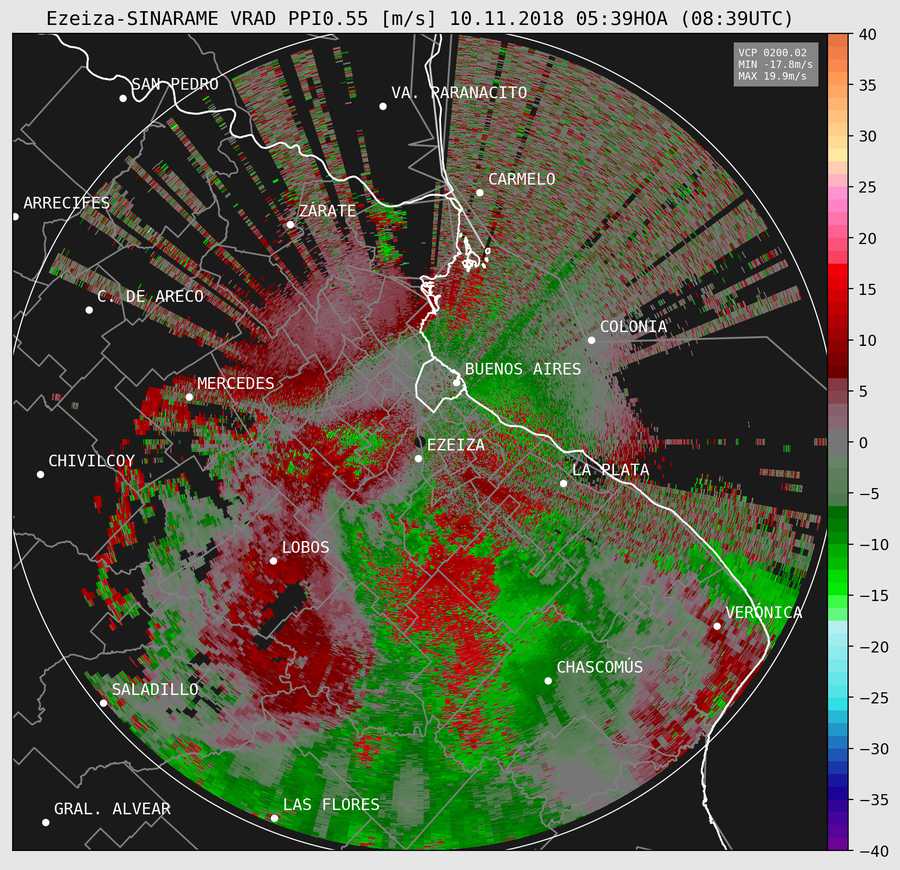 Ezeiza-SINARAME VRAD PPI0.55 [m/s] 10.11.2018 05:39HOA (08:39UTC)
VCP 0200.02
MIN -17.8m/s
MAX 19.9m/s
SAN PEDRO
VA. PARANACITO
CARMELO
ARRECIFES
ZÁRATE
C. DE ARECO
COLONIA
BUENOS AIRES
MERCEDES
EZEIZA
CHIVILCOY
LA PLATA
LOBOS
VERÓNICA
CHASCOMÚS
SALADILLO
LAS FLORES
GRAL. ALVEAR
40
35
30
25
20
15
10
5
0
−5
−10
−15
−20
−25
−30
−35
−40